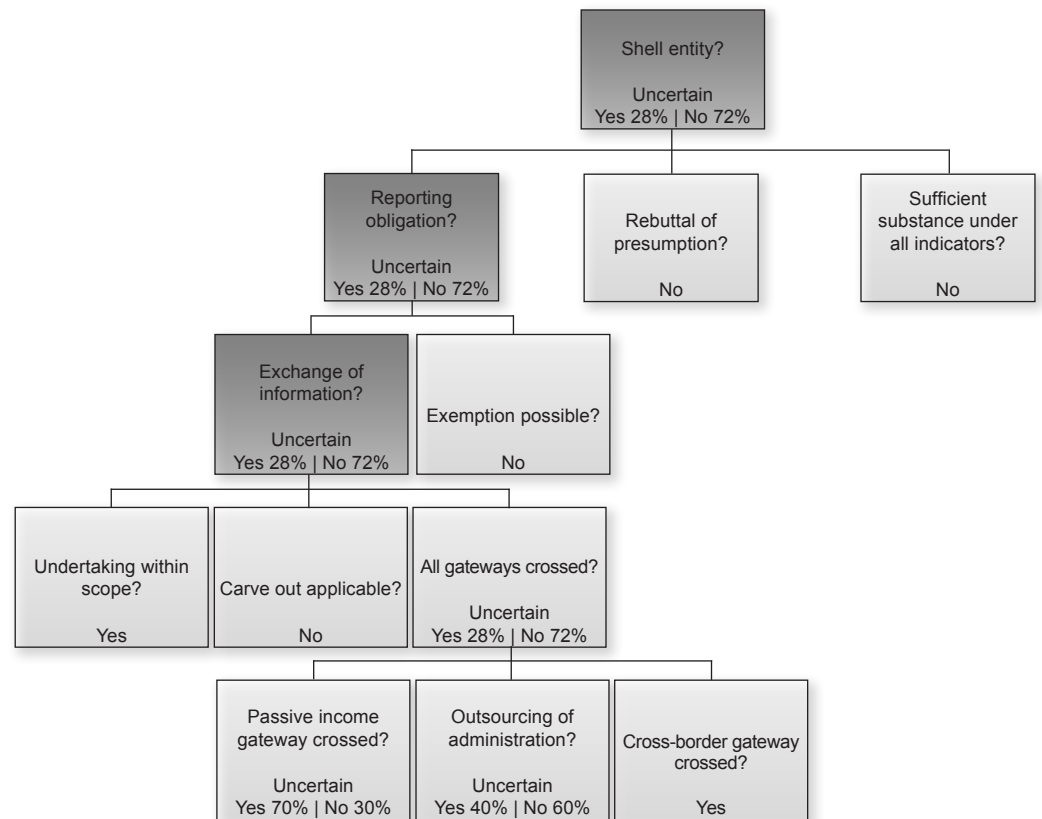 Shell entity?
Uncertain
Yes 28% | No 72%
Reporting
obligation?
Uncertain
Yes 28% | No 72%
Rebuttal of
presumption?
No
Sufficient
substance under
all indicators?
No
Exchange of
information?
Uncertain
Yes 28% | No 72%
Exemption possible?
No
Undertaking within
scope?
Yes
Carve out applicable?
No
All gateways crossed?
Uncertain
Yes 28% | No 72%
Passive income
gateway crossed?
Uncertain
Yes 70% | No 30%
Outsourcing of
administration?
Uncertain
Yes 40% | No 60%
Cross-border gateway
crossed?
Yes